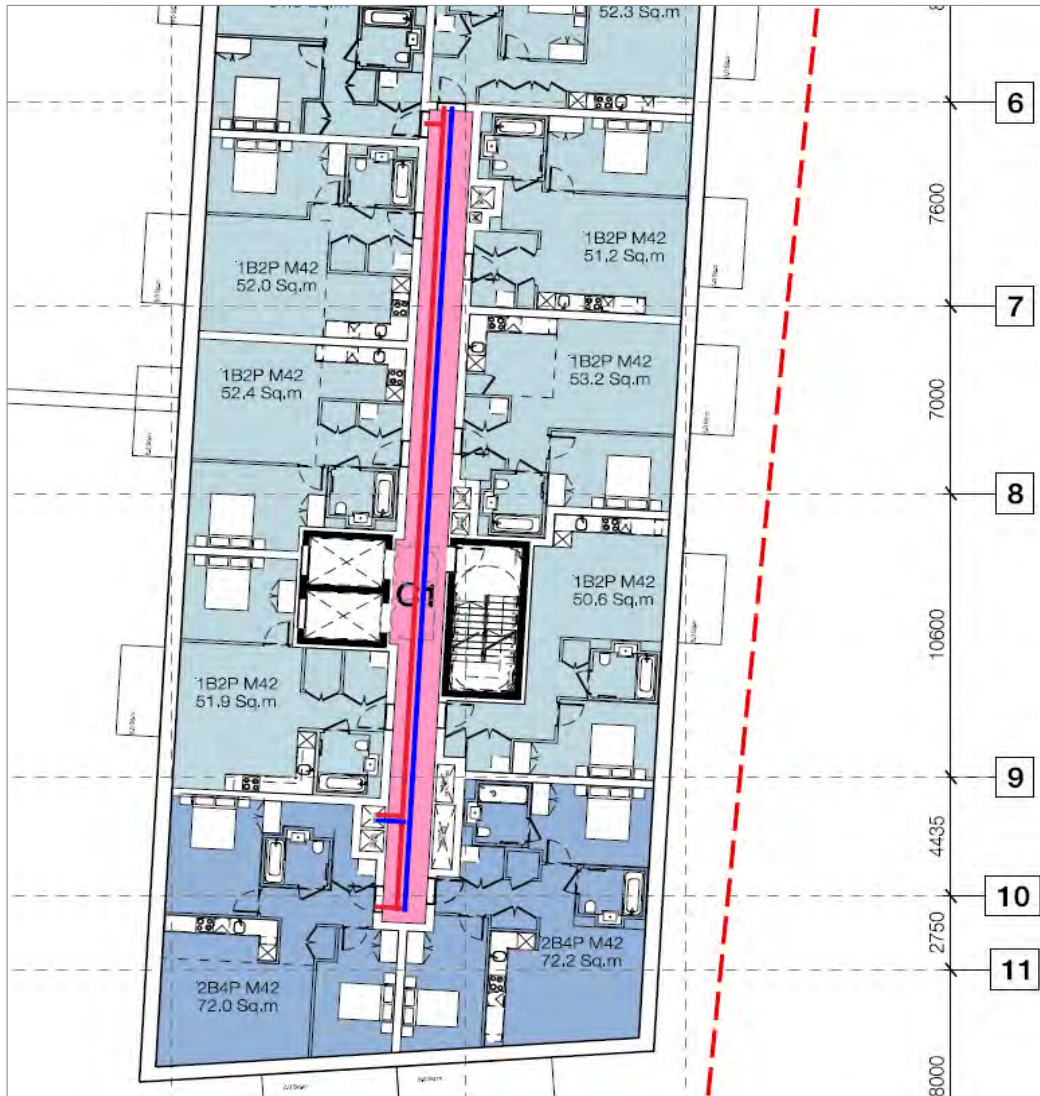 52.3 Sq.m
6
7600
1B2P M42
51.2 Sq.m
1B2P M42
52.0 Sq.m
7
1B2P M42
53.2 Sq.m
1B2P M42
52.4 Sq.m
7000
8
1B2P M42
50.6 Sq.m
10600
1B2P M42
51.9 Sq.m
9
44435
10
2750
2B4P M42
72.2 Sq.m
11
2B4P M42
72.0 Sq.m
8000